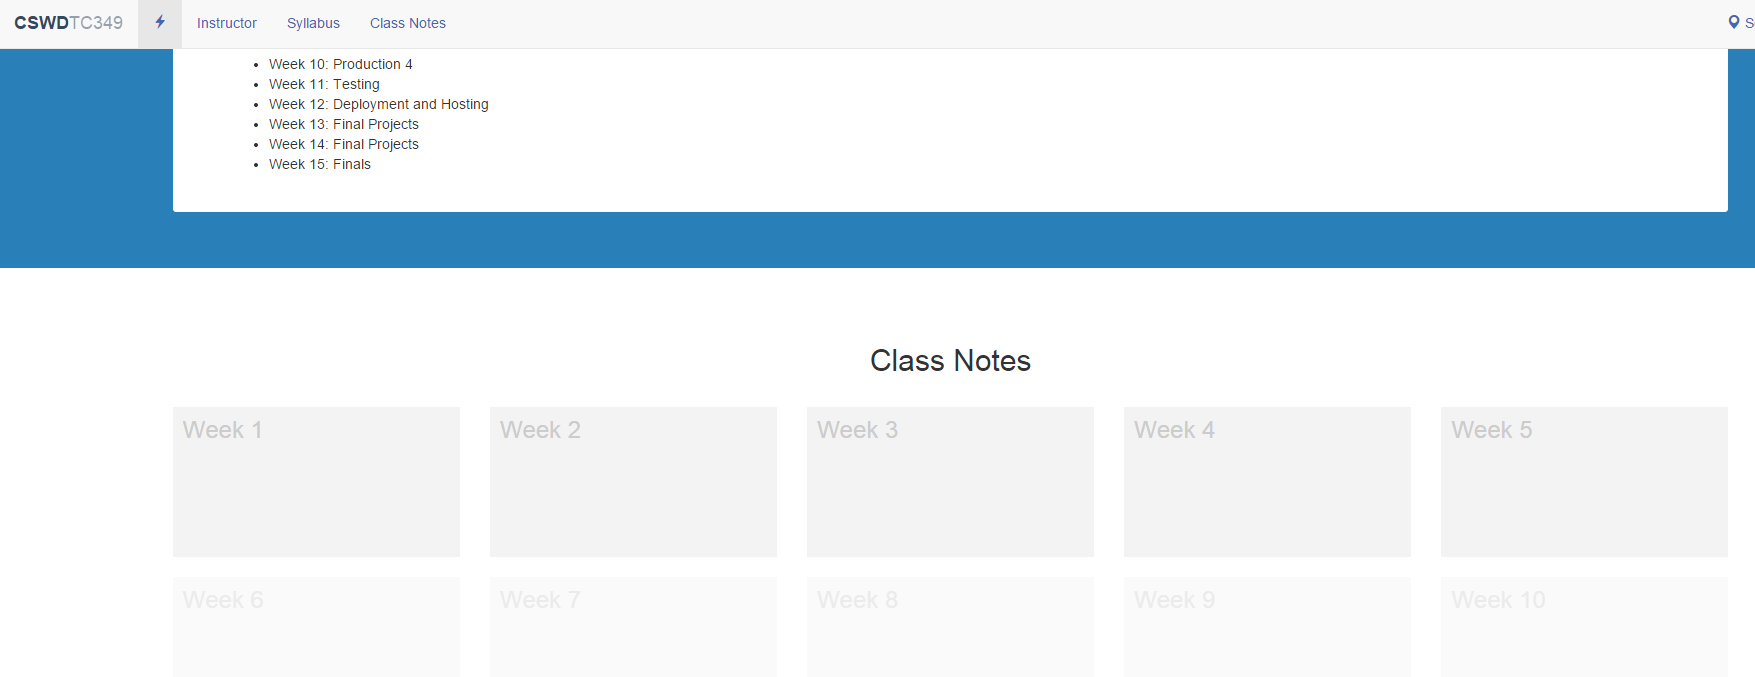 CSWDTC349 Instructor Syllabus Class Notes
Week 10: Production 4
Week 11: Testing
Week 12: Deployment and Hosting
Week 13: Final Projects
Week 14: Final Projects
Week 15: Finals
Class Notes
Week 1 Week 2 Week 3 Week 4 Week 5
Week 6 Week 7 Week 8 Week 9 Week 10